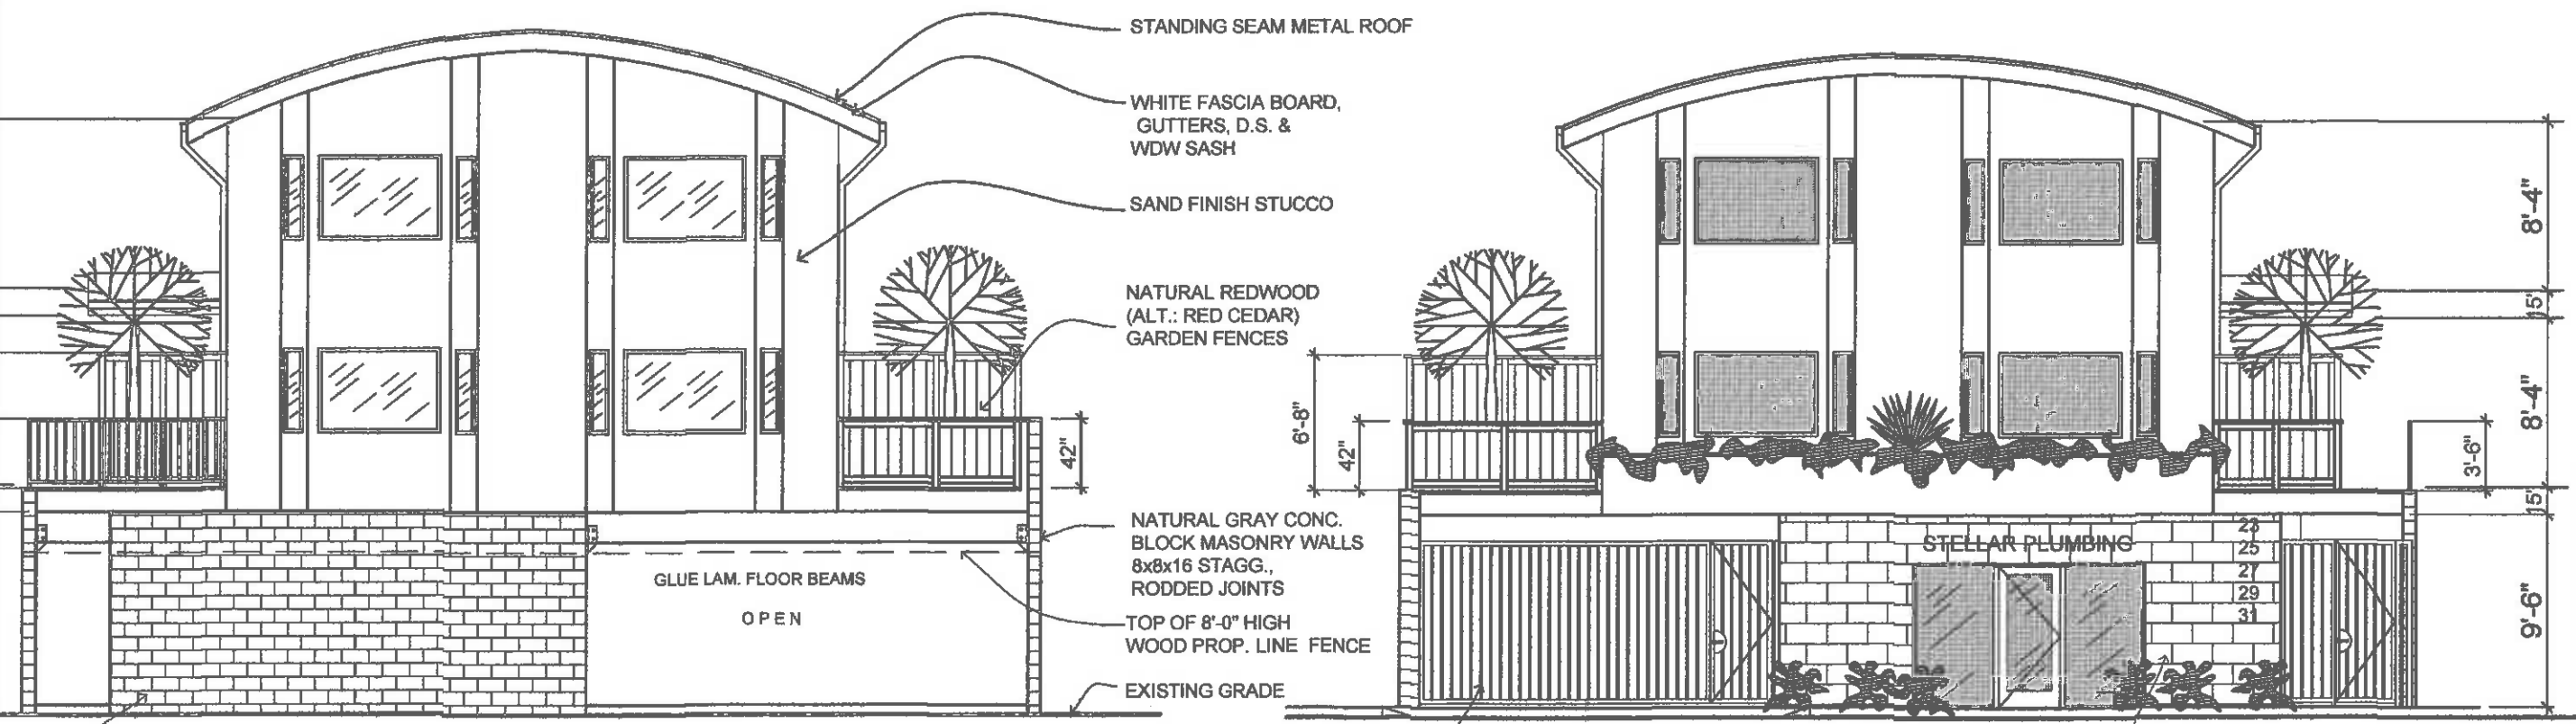 STANDING SEAM METAL ROOF
WHITE FASCIA BOARD,
GUTTERS, D.S. &
WDW SASH
SAND FINISH STUCCO
NATURAL REDWOOD
(ALT.: RED CEDAR)
GARDEN FENCES
42"
NATURAL GRAY CONC.
BLOCK MASONRY WALLS
8x8x16 STAGG.,
RODDED JOINTS
GLUE LAM. FLOOR BEAMS
OPEN
TOP OF 8'-0" HIGH
WOOD PROP. LINE FENCE
EXISTING GRADE
6'-8"
42"
STELLAR PLUMBING
23
25
27
29
31
8'-4"
15'
8'-4"
3'-6"
15'
9'-6"